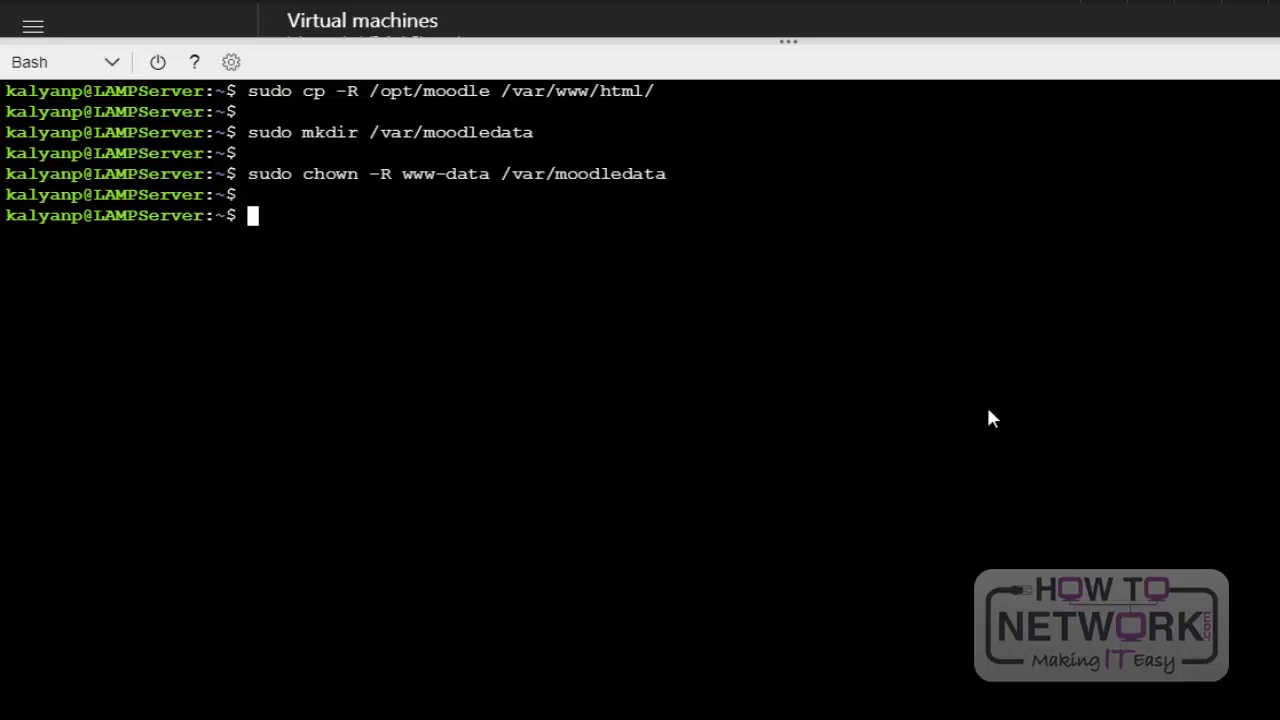 Virtual machines
Bash
?
kalyanp@LAMPServer:~$ sudo cp -R /opt/moodle /var/www/html/
kalyanp@LAMPServer:~$
kalyanp@LAMPServer:~$ sudo mkdir /var/moodledata
kalyanp@LAMPServer:~$
kalyanp@LAMPServer:~$ sudo chown -R www-data /var/moodledata
kalyanp@LAMPServer:~$
kalyanp@LAMPServer:~$
HOW TO
NETWORK.com
Making IT Easy